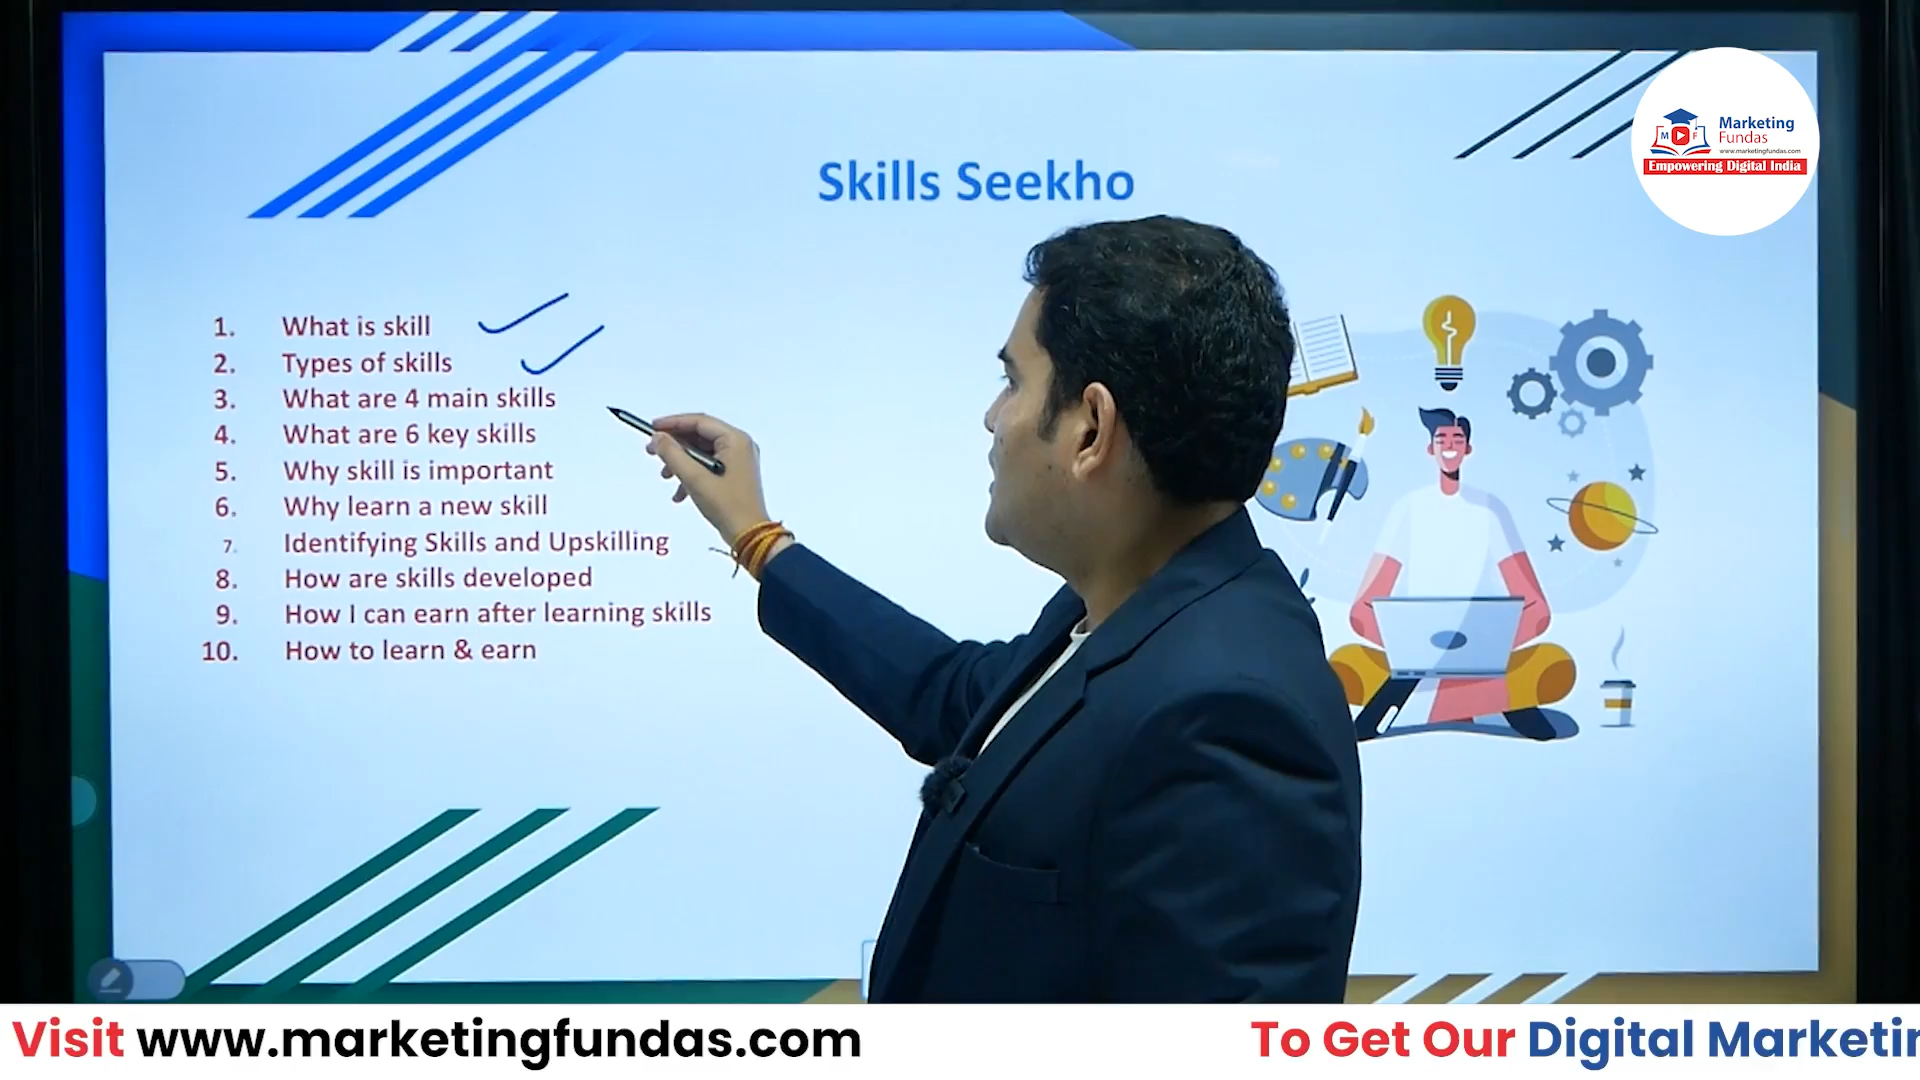 Skills Seekho
1. What is skill
2. Types of skills
3. What are 4 main skills
4. What are 6 key skills
5. Why skill is important
6. Why learn a new skill
7. Identifying Skills and Upskilling
8. How are skills developed
9. How I can earn after learning skills
10. How to learn & earn
M F
Marketing
Fundas
www.marketingfundas.com
Empowering Digital India
Visit www.marketingfundas.com
To Get Our Digital Marketin